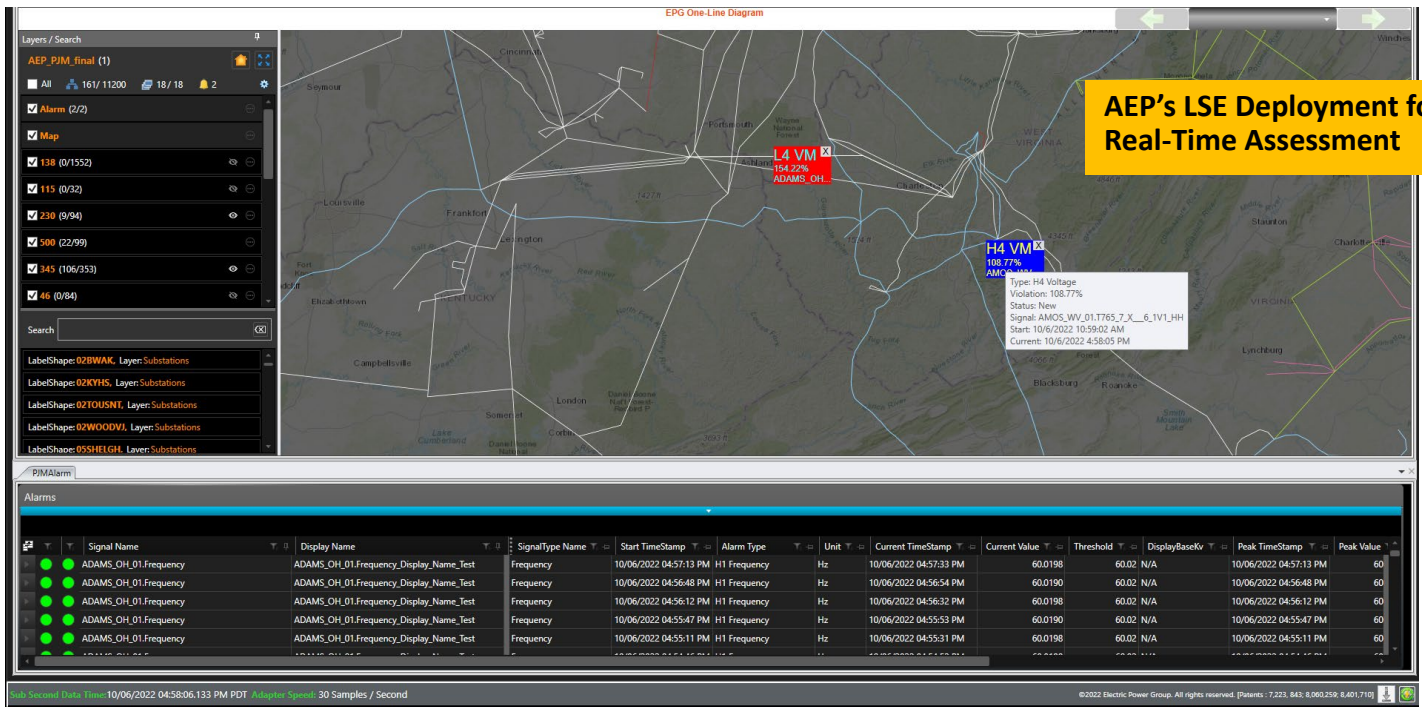 EPG One-Line Diagram
Layers / Search
AEP_PJM_final (1)
All 161/ 11200 18/ 18 2
Alarm (2/2)
Map
138 (0/1552)
115 (0/32)
230 (9/94)
500 (22/99)
345 (106/353)
46 (0/84)
Search
LabelShape: 02BWAK, Layer: Substations
LabelShape: 02KYHS, Layer: Substations
LabelShape: 02TOUSNT, Layer: Substations
LabelShape: 02WOODVJ, Layer: Substations
LabelShape: 05SHELGH, Layer: Substations
Cincinnati
Seymour
Portsmouth
Wayne
National
Forest
WEST
VIRGINIA
AEP's LSE Deployment fo
Real-Time Assessment
Ashland
L4 VM X
154.22%
ADAMS_OH...
Louisville
Frankfort
Lexington
Staunton
H4 VM X
108.77%
Type: H4 Voltage
Violation: 108.77%
Status: New
Signal: AMOS_WV_01.T765_7_X__6_1V1_HH
Start: 10/6/2022 10:59:02 AM
Current: 10/6/2022 4:58:05 PM
Elizabethtown
KENTUCKY
Campbellsville
Lynchburg
Blacksburg
Roanoke
London
Somerset
Corbin
Lake
Cumberland
PJMAlarm
Alarms
Signal Name Display Name SignalType Name Start TimeStamp Alarm Type Unit Current TimeStamp Current Value Threshold DisplayBaseKv Peak TimeStamp Peak Value
ADAMS_OH_01.Frequency ADAMS_OH_01.Frequency_Display_Name_Test Frequency 10/06/2022 04:57:13 PM H1 Frequency Hz 10/06/2022 04:57:33 PM 60.0198 60.02 N/A 10/06/2022 04:57:13 PM 60
ADAMS_OH_01.Frequency ADAMS_OH_01.Frequency_Display_Name_Test Frequency 10/06/2022 04:56:48 PM H1 Frequency Hz 10/06/2022 04:56:54 PM 60.0190 60.02 N/A 10/06/2022 04:56:48 PM 60
ADAMS_OH_01.Frequency ADAMS_OH_01.Frequency_Display_Name_Test Frequency 10/06/2022 04:56:12 PM H1 Frequency Hz 10/06/2022 04:56:32 PM 60.0198 60.02 N/A 10/06/2022 04:56:12 PM 60
ADAMS_OH_01.Frequency ADAMS_OH_01.Frequency_Display_Name_Test Frequency 10/06/2022 04:55:47 PM H1 Frequency Hz 10/06/2022 04:55:53 PM 60.0190 60.02 N/A 10/06/2022 04:55:47 PM 60
ADAMS_OH_01.Frequency ADAMS_OH_01.Frequency_Display_Name_Test Frequency 10/06/2022 04:55:11 PM H1 Frequency Hz 10/06/2022 04:55:31 PM 60.0198 60.02 N/A 10/06/2022 04:55:11 PM 60
Sub Second Data Time: 10/06/2022 04:58:06.133 PM PDT Adapter Speed: 30 Samples / Second
©2022 Electric Power Group. All rights reserved. [Patents : 7,223, 843; 8,060,259; 8,401,710]